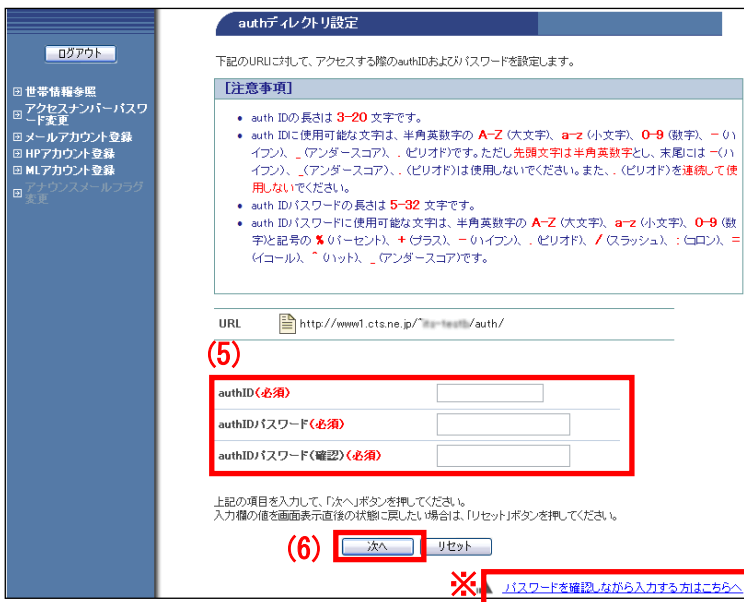 authディレクトリ設定
ログアウト
下記のURLに対して、アクセスする際のauthIDおよびパスワードを設定します。
世帯情報参照
アクセスナンバーパスワ
ード変更
メールアカウント登録
HPアカウント登録
MLアカウント登録
アナウンスメールフラグ
変更
[注意事項]
• auth IDの長さは 3-20 文字です。
• auth IDに使用可能な文字は、半角英数字の A-Z (大文字)、a-z (小文字)、0-9 (数字)、- (ハ
イフン)、_ (アンダースコア)、. (ピリオド)です。ただし先頭文字は半角英数字とし、末尾には -(ハ
イフン)、_(アンダースコア)、. (ピリオド)は使用しないでください。また、. (ピリオド)を連続して使
用しないでください。
• auth IDパスワードの長さは 5-32 文字です。
• auth IDパスワードに使用可能な文字は、半角英数字の A-Z (大文字)、a-z (小文字)、0-9 (数
字)と記号の % (パーセント)、+ (プラス)、- (ハイフン)、. (ピリオド)、/ (スラッシュ)、: (コロン)、=
(イコール)、^ (ハット)、_ (アンダースコア)です。
URL http://www1.cts.ne.jp/~ /auth/
(5)
authID(必須)
authIDパスワード(必須)
authIDパスワード(確認)(必須)
上記の項目を入力して、「次へ」ボタンを押してください。
入力欄の値を画面表示直後の状態に戻したい場合は、「リセット」ボタンを押してください。
(6) 次へ リセット
※ パスワードを確認しながら入力する方はこちらへ